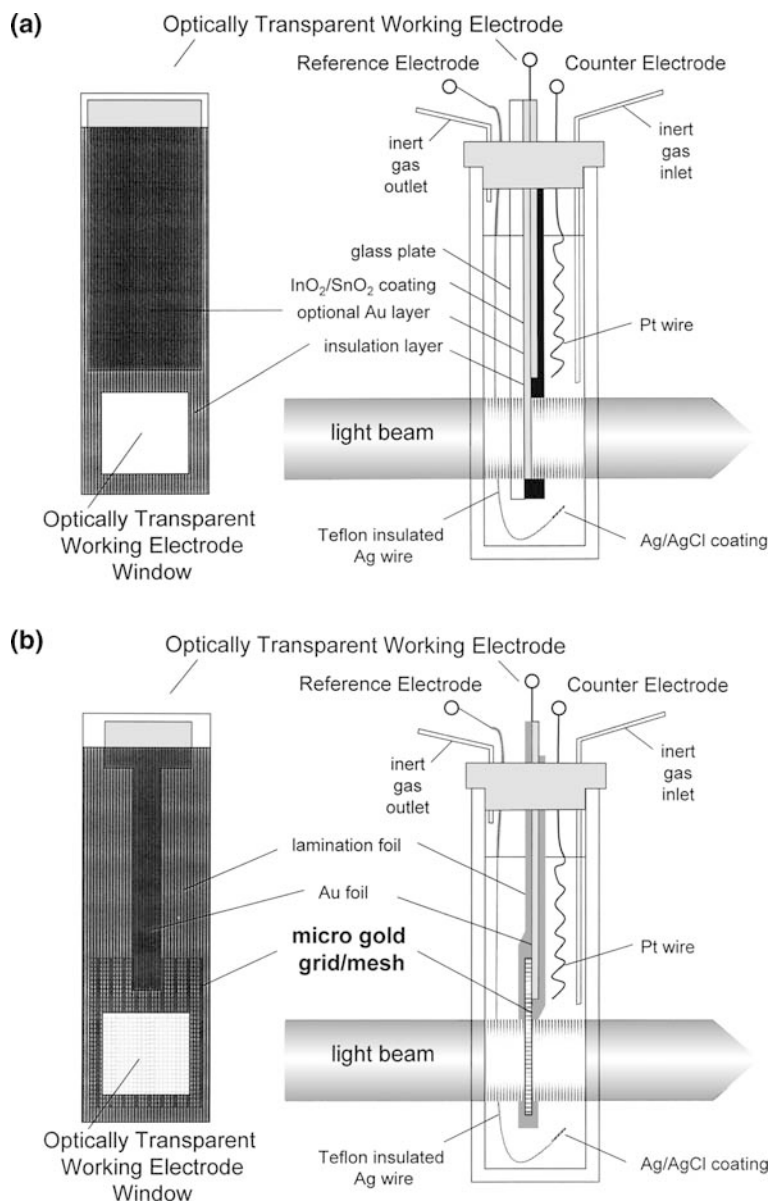 (a)
Optically Transparent Working Electrode
Reference Electrode
Counter Electrode
inert
gas
outlet
inert
gas
inlet
glass plate
InO₂/SnO₂ coating
optional Au layer
insulation layer
Pt wire
light beam
Optically Transparent
Working Electrode
Window
Teflon insulated
Ag wire
Ag/AgCl coating
(b)
Optically Transparent Working Electrode
Reference Electrode
Counter Electrode
inert
gas
outlet
inert
gas
inlet
lamination foil
Au foil
micro gold
grid/mesh
Pt wire
light beam
Optically Transparent
Working Electrode
Window
Teflon insulated
Ag wire
Ag/AgCl coating